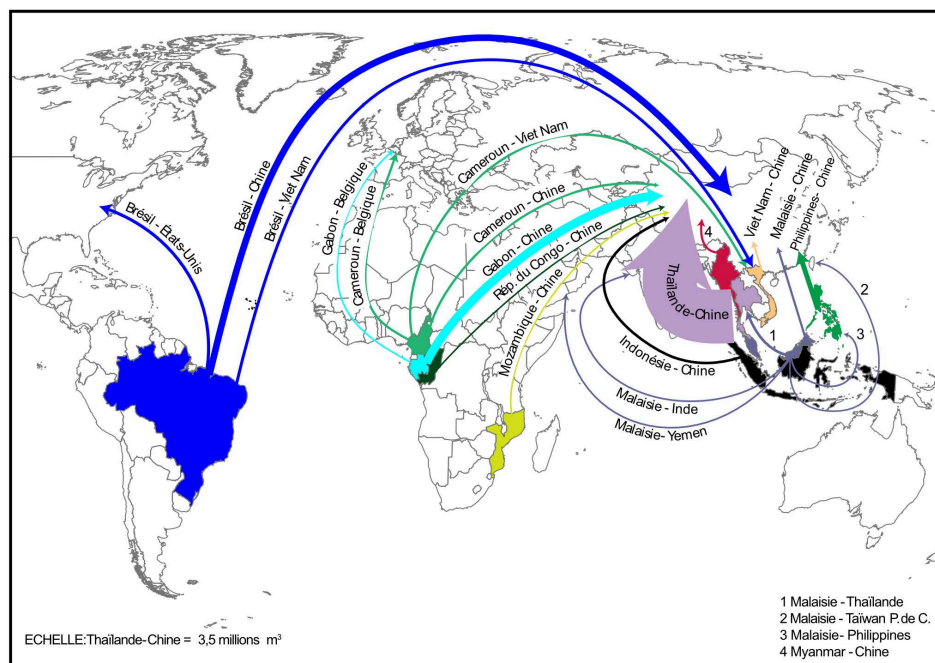 Brésil - États-Unis
Brésil - Chine
Brésil - Viet Nam
Gabon - Belgique
Cameroun - Belgique
Cameroun - Viet Nam
Cameroun - Chine
Gabon - Chine
Rép. du Congo - Chine
Mozambique - Chine
Thaïlande-Chine
Indonésie - Chine
Malaisie - Inde
Malaisie- Yemen
4
Viet Nam - Chine
Malaisie - Chine
Philippines- Chine
2
1
3
ECHELLE:Thaïlande-Chine = 3,5 millions m³
1 Malaisie - Thaïlande
2 Malaisie - Taïwan P.de C.
3 Malaisie- Philippines
4 Myanmar - Chine